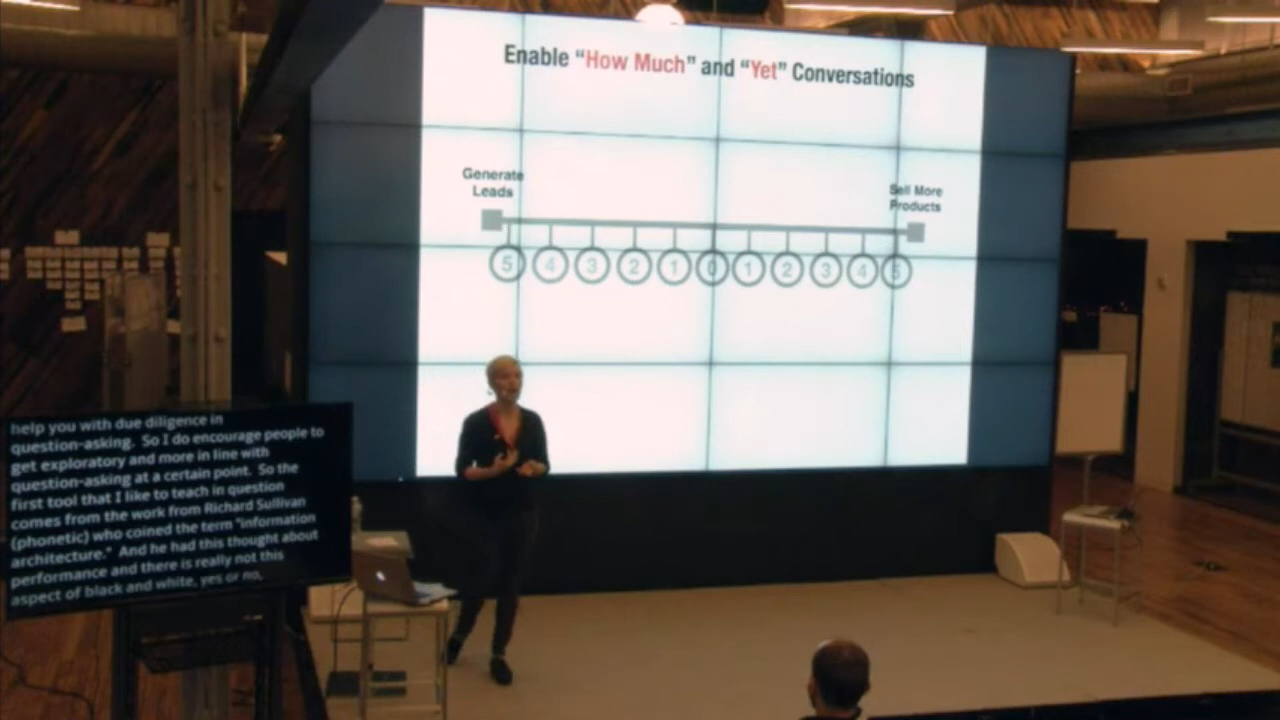 Enable “How Much” and “Yet” Conversations
Generate
Leads
Sell More
Products
5 4 3 2 1 0 1 2 3 4 5
help you with due diligence in
question-asking. So I do encourage people to
get exploratory and more in line with
question-asking at a certain point. So the
first tool that I like to teach in question
comes from the work from Richard Sullivan
(phonetic) who coined the term "information
architecture." And he had this thought about
performance and there is really not this
aspect of black and white, yes or no,